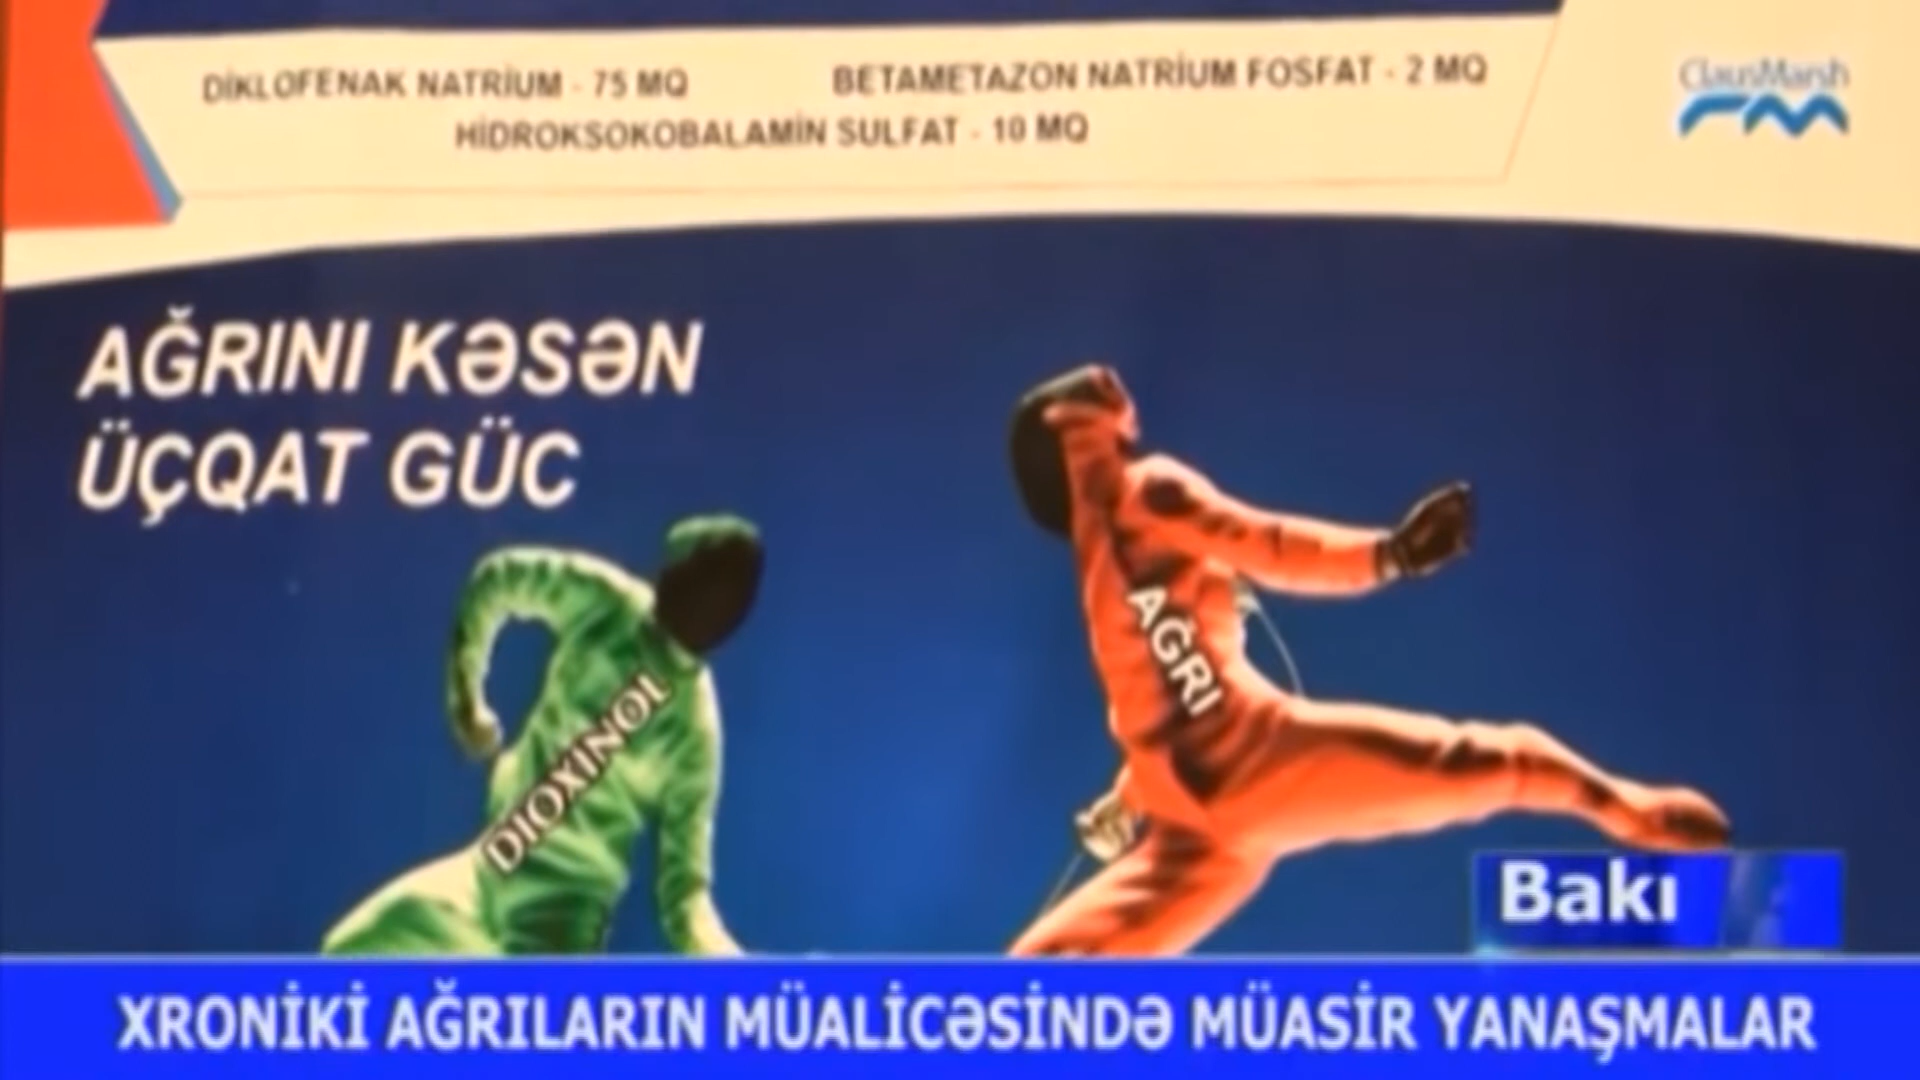 DİKLOFENAK NATRİUM - 75 MQ
BETAMETAZON NATRİUM FOSFAT - 2 MQ
HİDROKSOKOBALAMİN SULFAT - 10 MQ
ClausMarsh
AĞRINI KƏSƏN
ÜÇQAT GÜC
DIOXINOL
AĞRI
Bakı
XRONİKİ AĞRILARIN MÜALİCƏSİNDƏ MÜASİR YANAŞMALAR